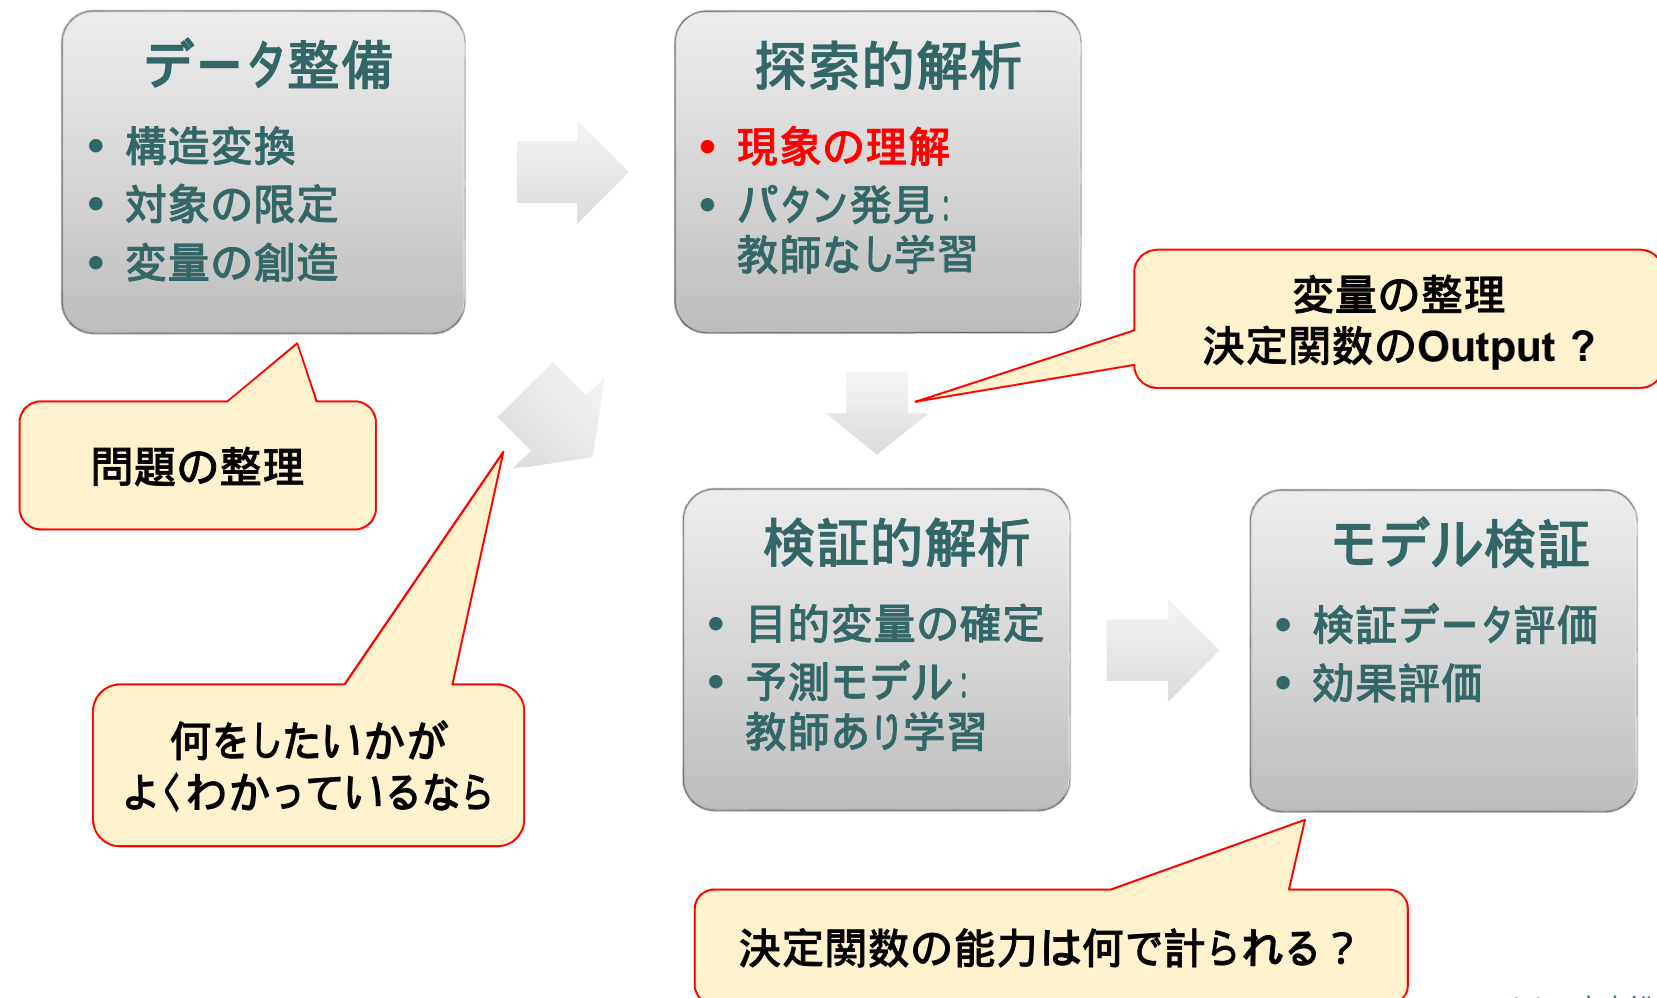 データ整備
• 構造変換
• 対象の限定
• 変量の創造
探索的解析
• 現象の理解
• パタン発見：
教師なし学習
変量の整理
決定関数のOutput ？
問題の整理
何をしたいかが
よくわかっているなら
検証的解析
• 目的変量の確定
• 予測モデル：
教師あり学習
モデル検証
• 検証データ評価
• 効果評価
決定関数の能力は何で計られる？